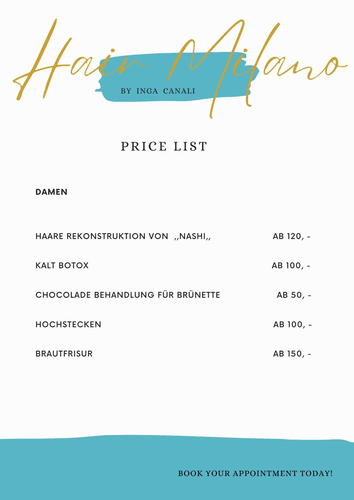 Hair Milano
BY INGA CANALI
PRICE LIST
DAMEN
HAARE REKONSTRUKTION VON ,,NASHI,, AB 120, -
KALT BOTOX AB 100, -
CHOCOLADE BEHANDLUNG FÜR BRÜNETTE AB 50, -
HOCHSTECKEN AB 100, -
BRAUTFRISUR AB 150, -
BOOK YOUR APPOINTMENT TODAY!